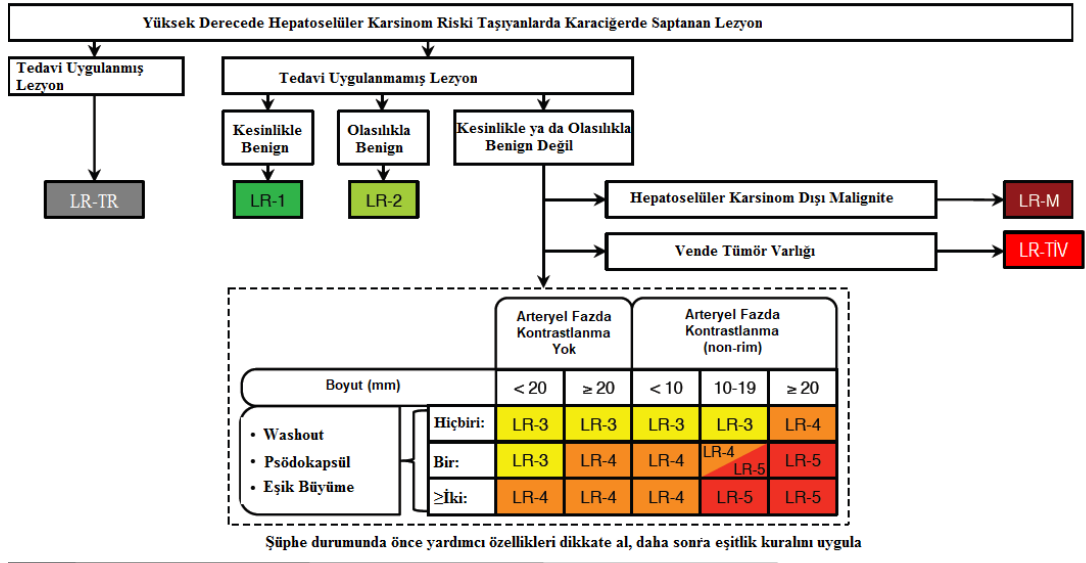 Yüksek Derecede Hepatoselüler Karsinom Riski Taşıyanlarda Karaciğerde Saptanan Lezyon
Tedavi Uygulanmış
Lezyon
Tedavi Uygulanmamış Lezyon
Kesinlikle
Benign
Olasılıkla
Benign
Kesinlikle ya da Olasılıkla
Benign Değil
LR-TR
LR-1
LR-2
Hepatoselüler Karsinom Dışı Malignite
LR-M
Vende Tümör Varlığı
LR-TİV
Arteryel Fazda
Kontrastlanma
Yok
Arteryel Fazda
Kontrastlanma
(non-rim)
Boyut (mm)
< 20
≥ 20
< 10
10-19
≥ 20
• Washout
• Psödokapsül
• Eşik Büyüme
Hiçbiri:
LR-3
LR-3
LR-3
LR-3
LR-4
Bir:
LR-3
LR-4
LR-4
LR-4
LR-5
LR-5
≥İki:
LR-4
LR-4
LR-4
LR-5
LR-5
Şüphe durumunda önce yardımcı özellikleri dikkate al, daha sonra eşitlik kuralını uygula